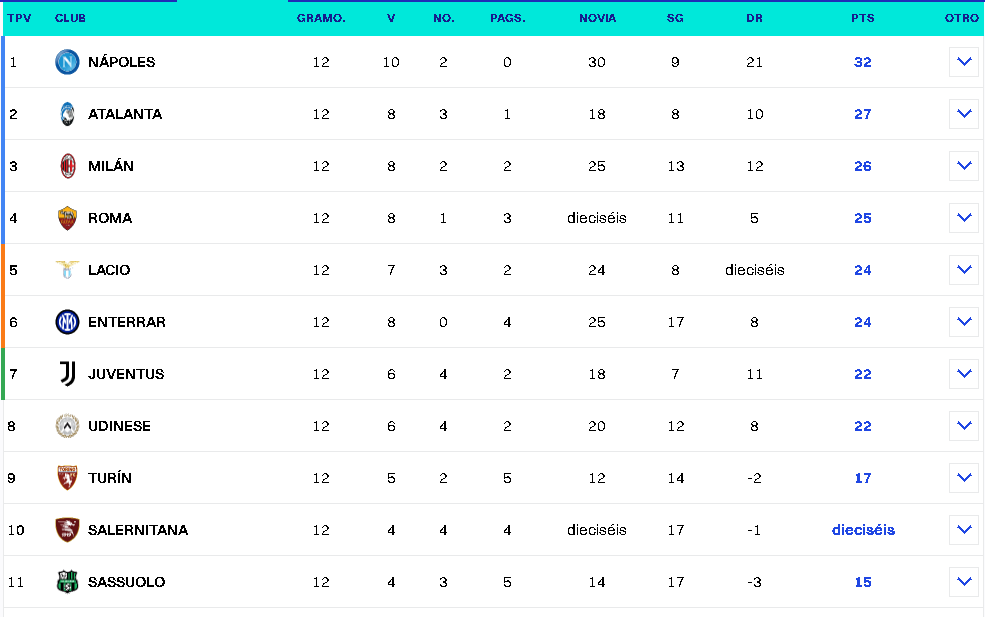 TPV CLUB GRAMO. V NO. PAGS. NOVIA SG DR PTS OTRO
1 NÁPOLES 12 10 2 0 30 9 21 32
2 ATALANTA 12 8 3 1 18 8 10 27
3 MILÁN 12 8 2 2 25 13 12 26
4 ROMA 12 8 1 3 dieciséis 11 5 25
5 LACIO 12 7 3 2 24 8 dieciséis 24
6 ENTERRAR 12 8 0 4 25 17 8 24
7 JUVENTUS 12 6 4 2 18 7 11 22
8 UDINESE 12 6 4 2 20 12 8 22
9 TURÍN 12 5 2 5 12 14 -2 17
10 SALERNITANA 12 4 4 4 dieciséis 17 -1 dieciséis
11 SASSUOLO 12 4 3 5 14 17 -3 15